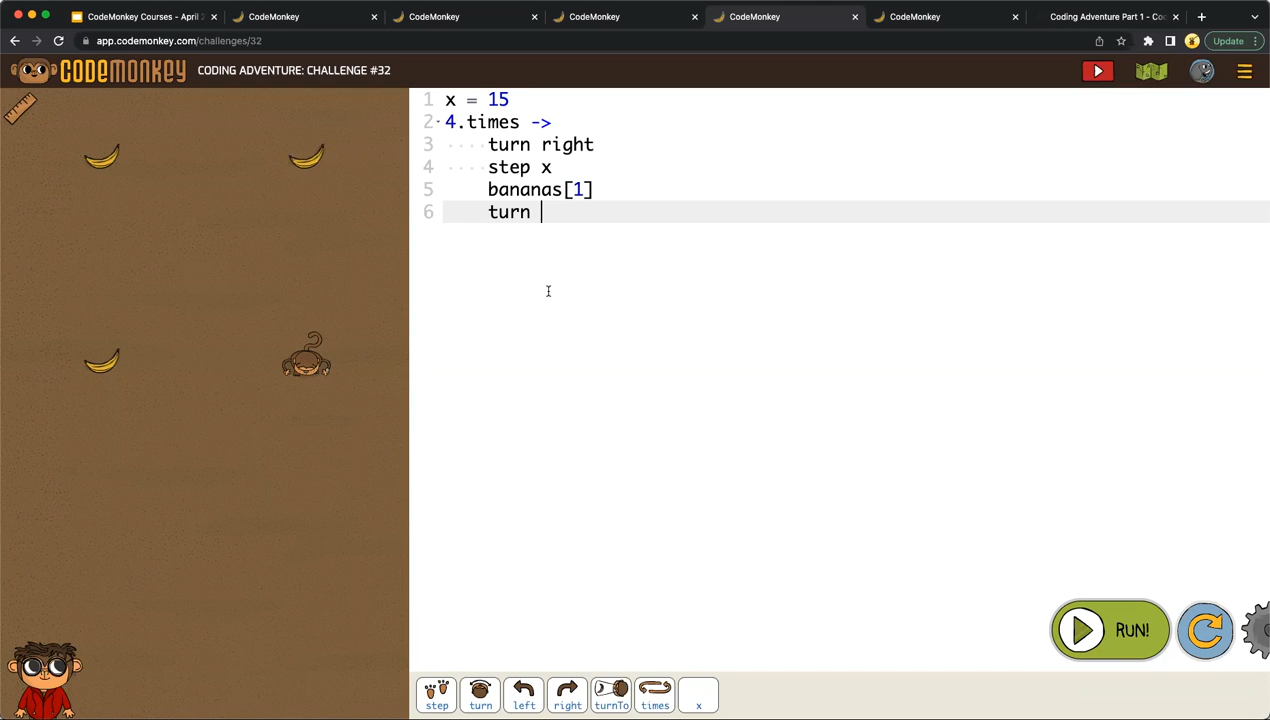 CodeMonkey Courses - April 2
CodeMonkey
CodeMonkey
CodeMonkey
CodeMonkey
CodeMonkey
Coding Adventure Part 1 - Co
app.codemonkey.com/challenges/32
Update
CODEMONKEY
CODING ADVENTURE: CHALLENGE #32
1 x = 15
2 4.times ->
3 turn right
4 step x
5 bananas[1]
6 turn
RUN!
step turn left right turnTo times x